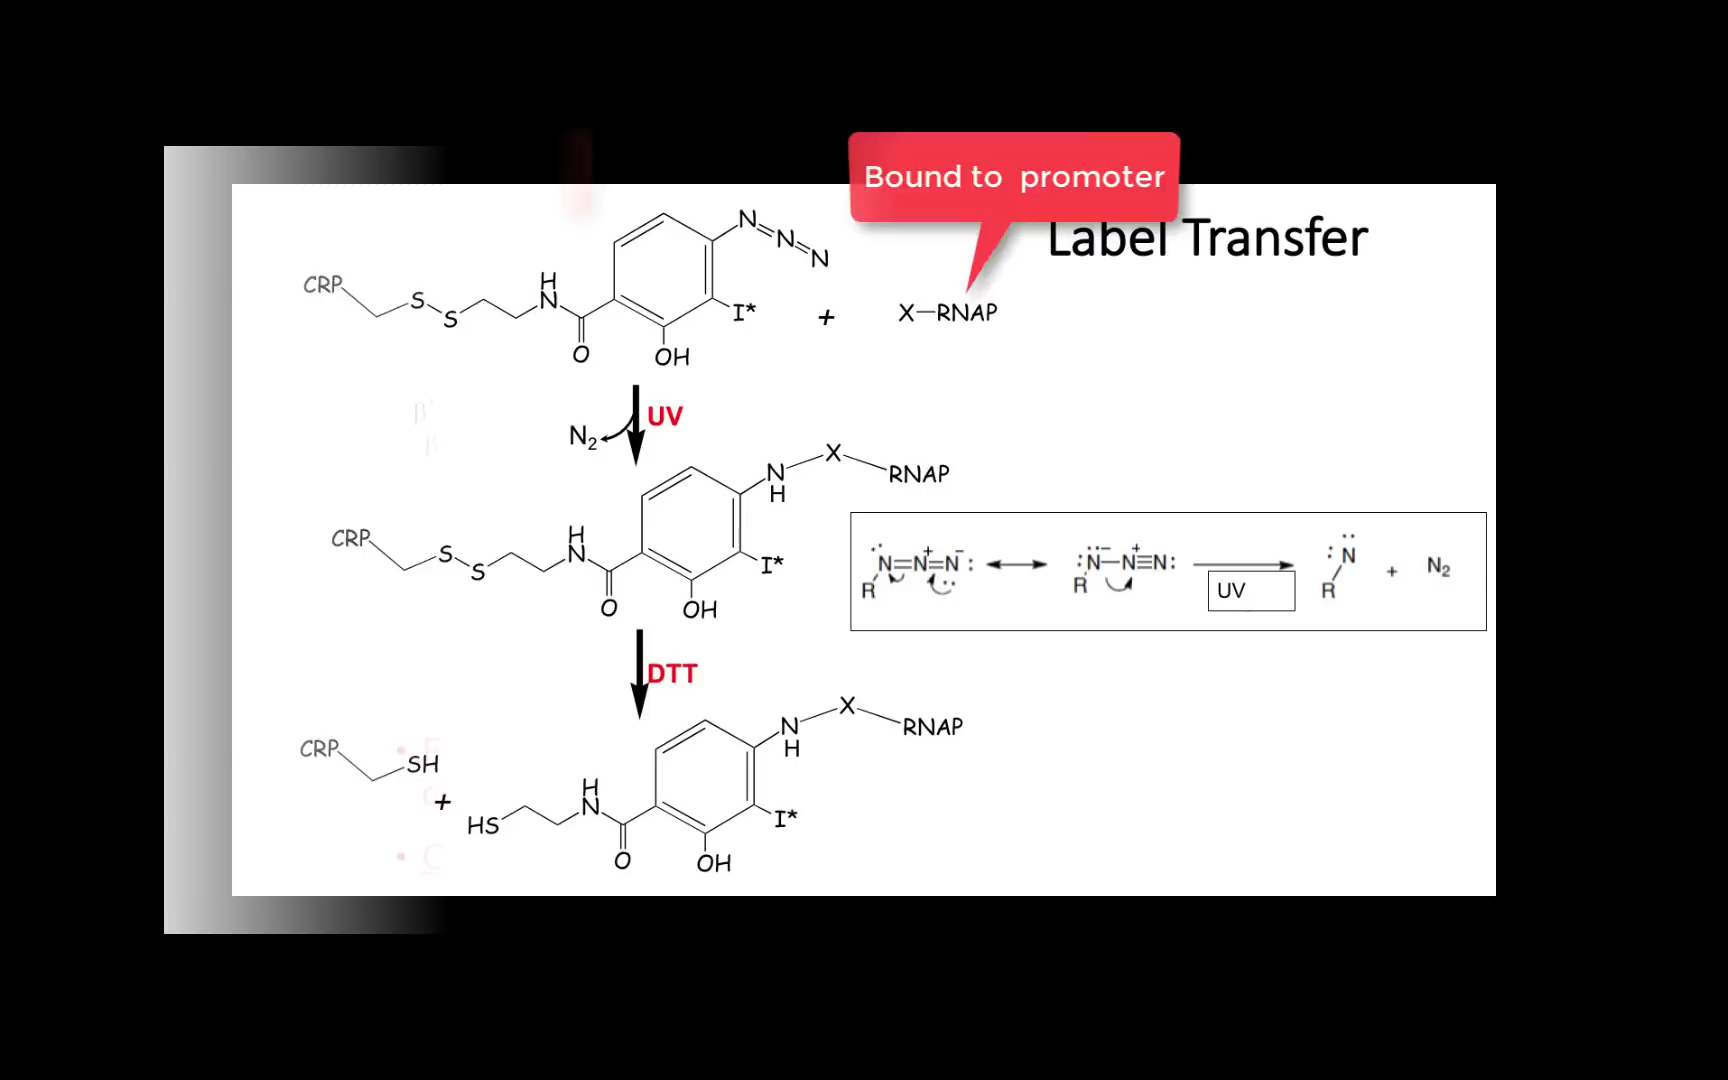 Bound to promoter
Label Transfer
N
N
N
CRP
S
S
H
N
O
OH
I*
+
X—RNAP
UV
N₂
CRP
S
S
H
N
O
OH
I*
N
H
X
RNAP
R
N=N⁺=N⁻:
R
:N⁻—N⁺≡N:
UV
:N
R
+
N₂
DTT
CRP
SH
+
HS
H
N
O
OH
I*
N
H
X
RNAP